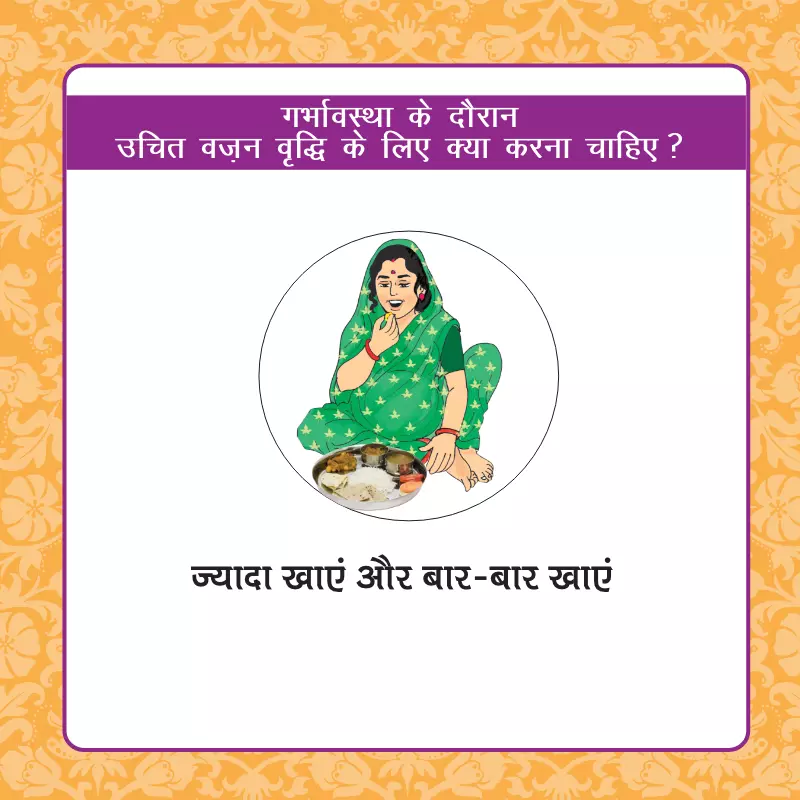 गर्भावस्था के दौरान
उचित वज़न वृद्धि के लिए क्या करना चाहिए ?
ज्यादा खाएं और बार-बार खाएं